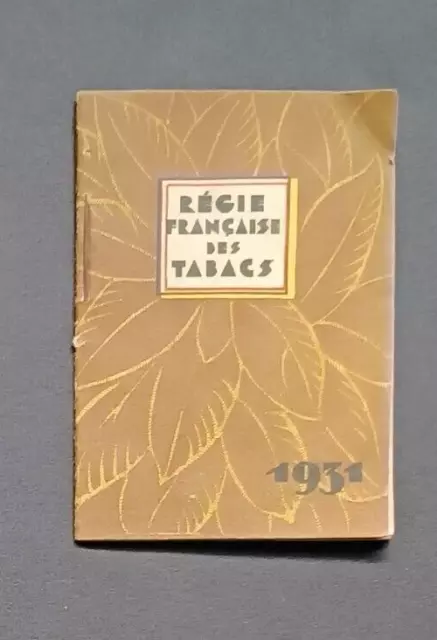 RÉGIE
FRANÇAISE
DES
TABACS
1931